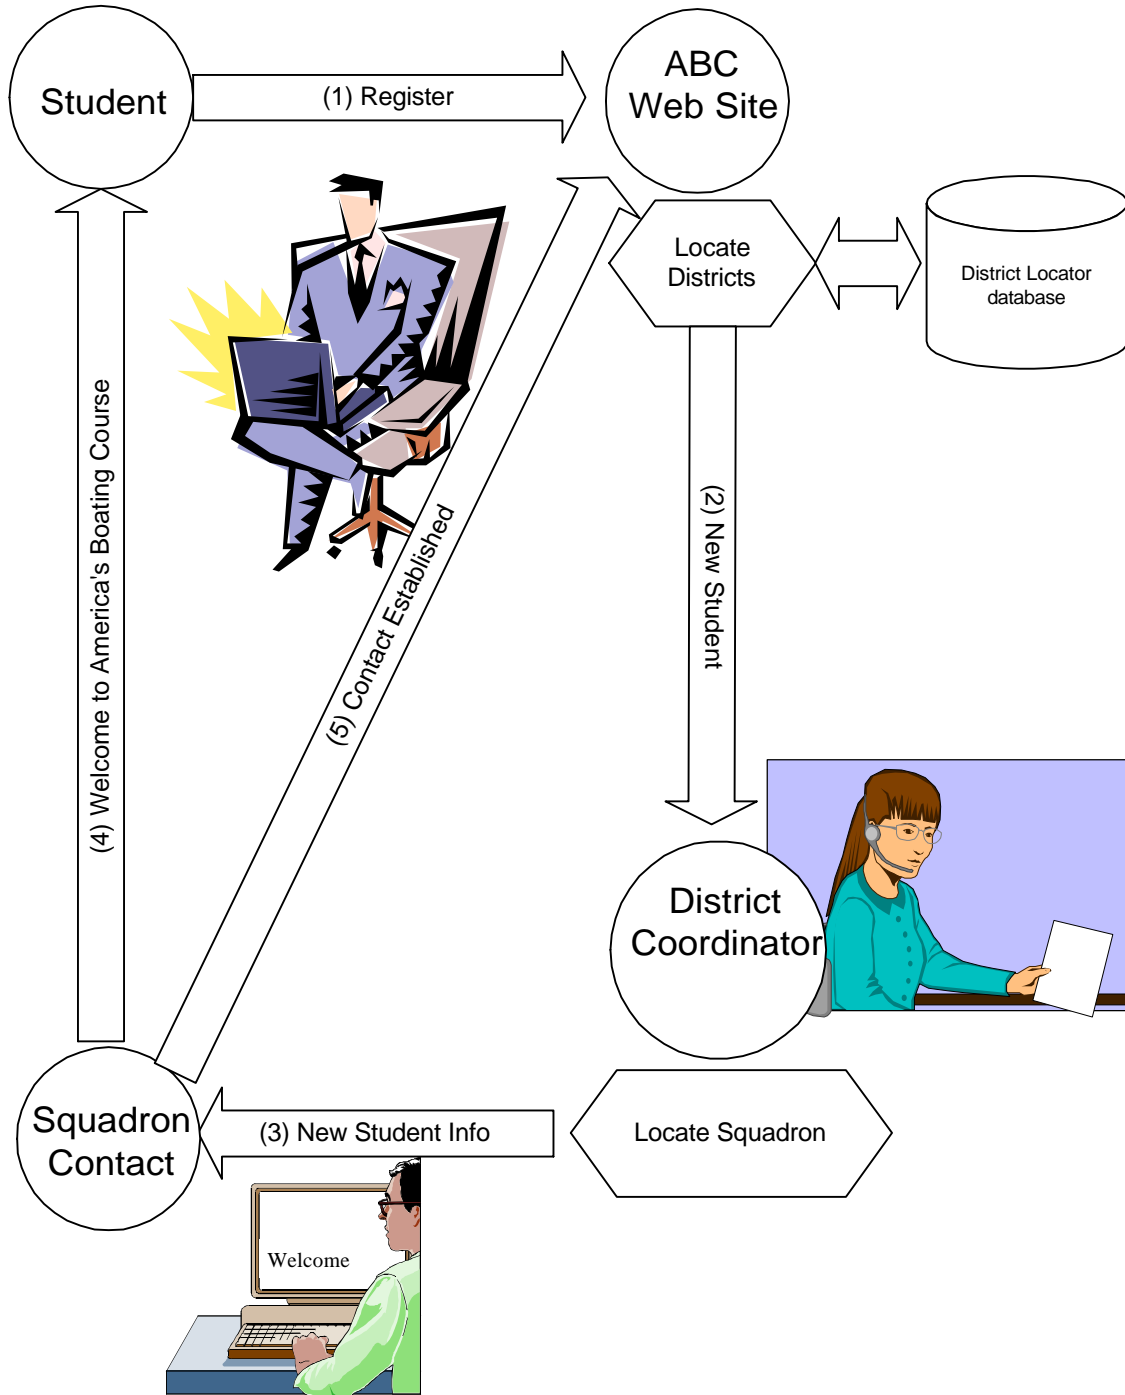 Student
(1) Register
ABC
Web Site
Locate
Districts
District Locator
database
(2) New Student
(4) Welcome to America's Boating Course
(5) Contact Established
District
Coordinator
Squadron
Contact
(3) New Student Info
Locate Squadron
Welcome